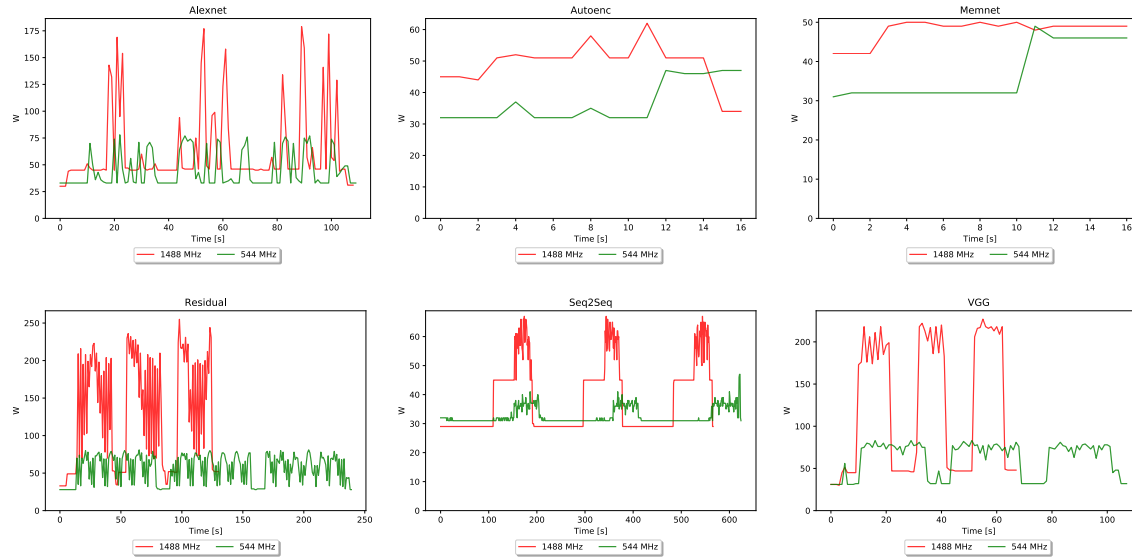 Alexnet
W
175
150
125
100
75
50
25
0
0 20 40 60 80 100
Time [s]
1488 MHz 544 MHz
Autoenc
W
60
50
40
30
20
10
0
0 2 4 6 8 10 12 14 16
Time [s]
1488 MHz 544 MHz
Memnet
W
50
40
30
20
10
0
0 2 4 6 8 10 12 14 16
Time [s]
1488 MHz 544 MHz
Residual
W
250
200
150
100
50
0
0 50 100 150 200 250
Time [s]
1488 MHz 544 MHz
Seq2Seq
W
60
50
40
30
20
10
0
0 100 200 300 400 500 600
Time [s]
1488 MHz 544 MHz
VGG
W
200
150
100
50
0
0 20 40 60 80 100
Time [s]
1488 MHz 544 MHz